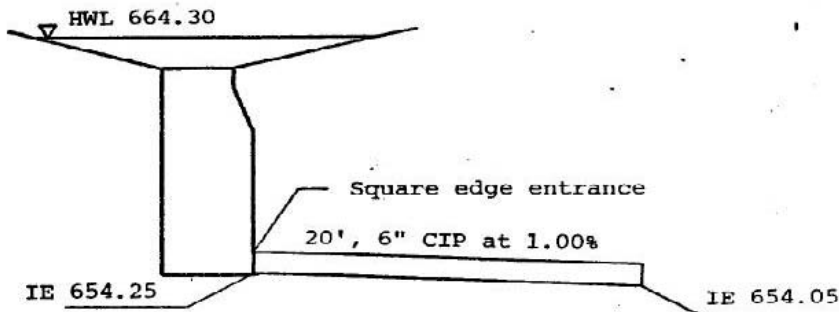 HWL 664.30
Square edge entrance
20', 6" CIP at 1.00%
IE 654.25
IE 654.05